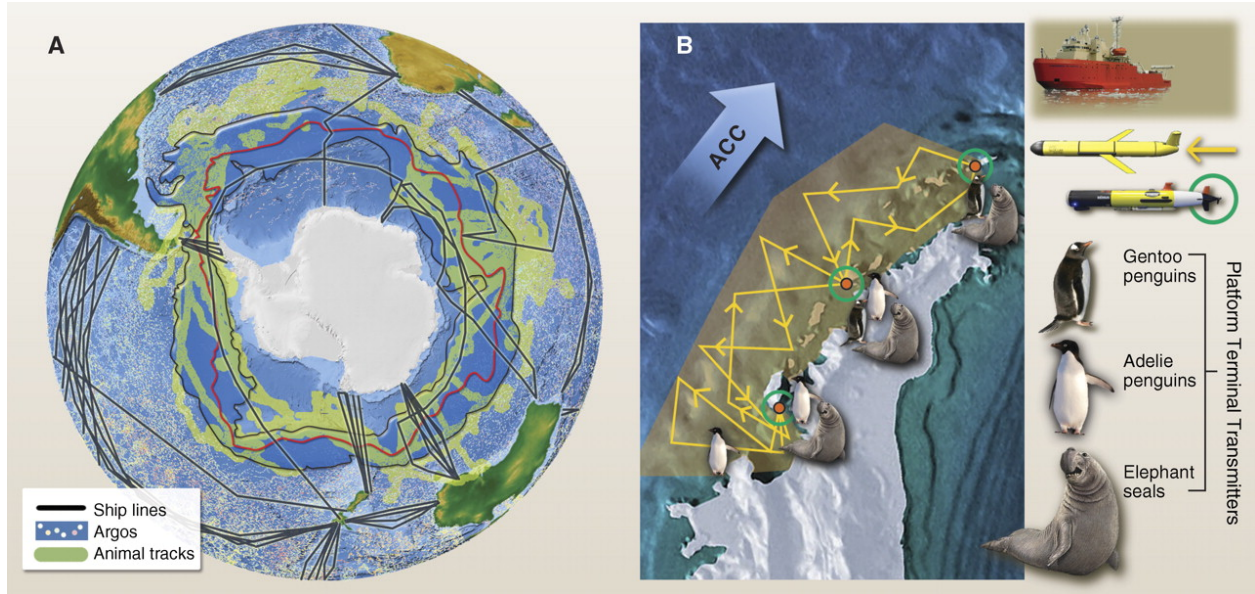 A
Ship lines
Argos
Animal tracks
B
ACC
Gentoo
penguins
Adelie
penguins
Elephant
seals
Platform Terminal Transmitters